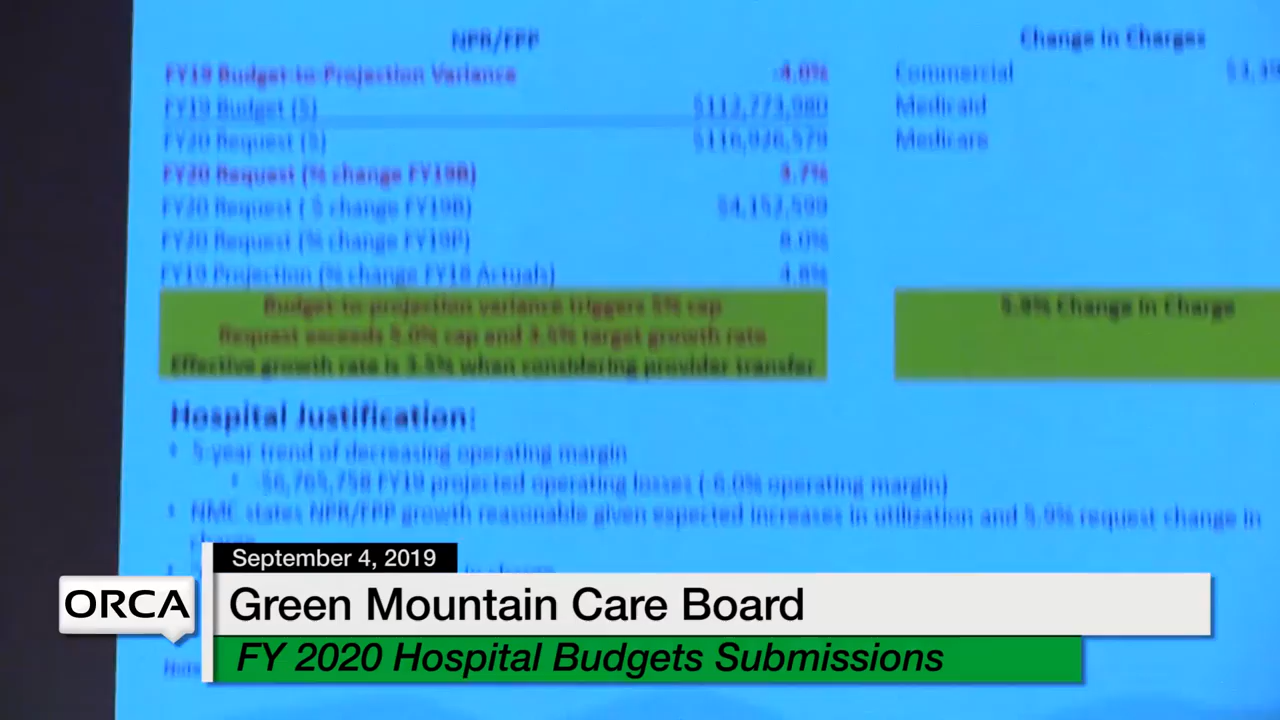 NPR/FPP
Change in Charges
FY19 Budget-to-Projection Variance -4.0%
Commercial
FY19 Budget ($) $112,773,980
Medicaid
FY20 Request ($) $116,926,579
Medicare
FY20 Request (% change FY19B) 3.7%
FY20 Request ( $ change FY19B) $4,152,599
FY20 Request (% change FY19P) 8.0%
FY19 Projection (% change FY18 Actuals) 4.8%
Budget-to projection variance triggers 5% cap
5.9% Change in Charge
Request exceeds 5.0% cap and 3.5% target growth rate
Effective growth rate is 3.5% when considering provider transfer
Hospital Justification:
5-year trend of decreasing operating margin
$6,765,758 FY19 projected operating losses (-6.0% operating margin)
NMC states NPR/FPP growth reasonable given expected increases in utilization and 5.9% request change in
September 4, 2019
ORCA
Green Mountain Care Board
FY 2020 Hospital Budgets Submissions